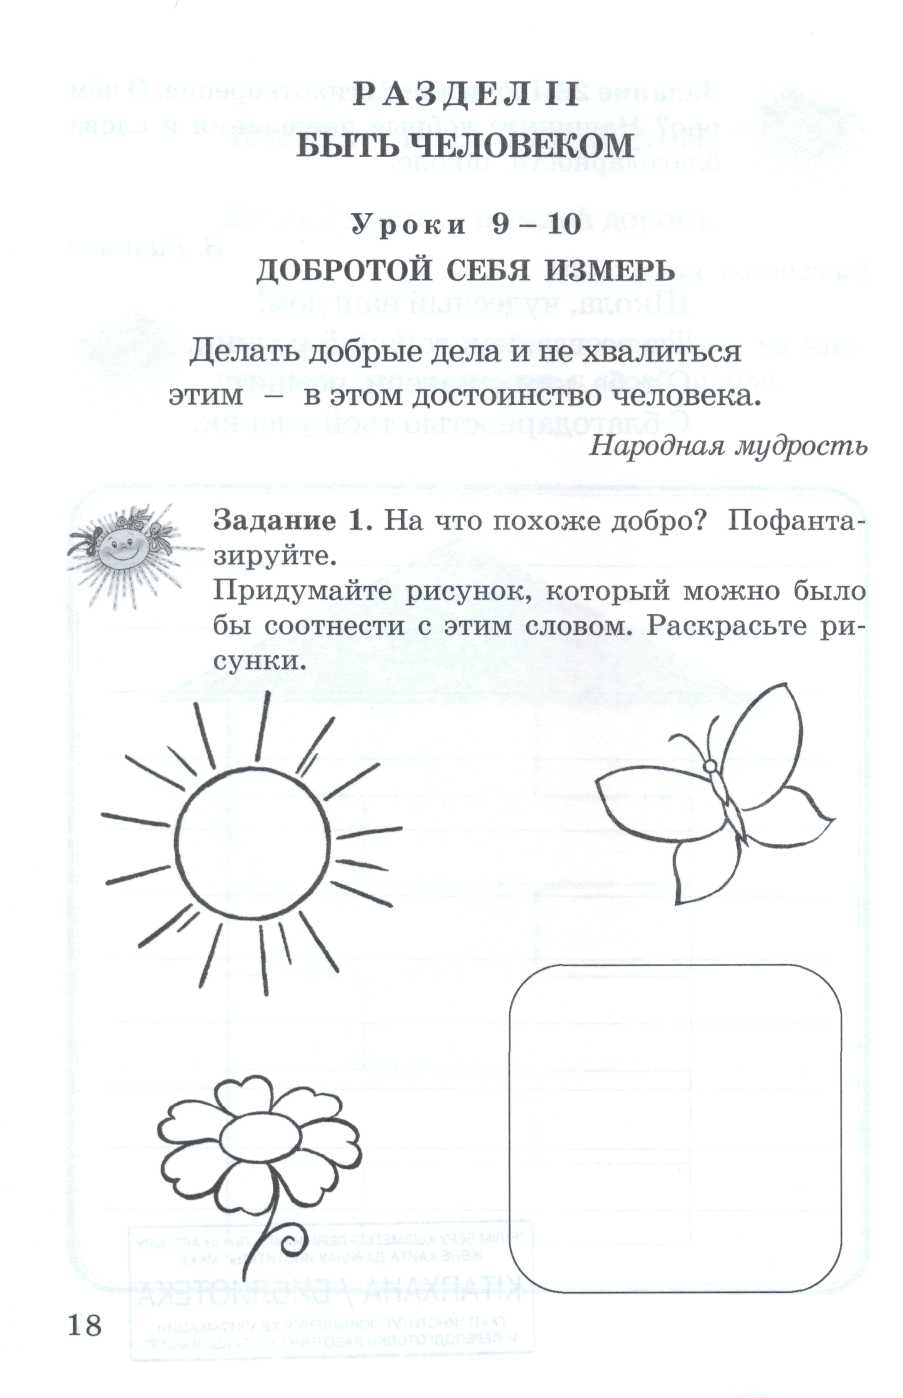 РАЗДЕЛ II
БЫТЬ ЧЕЛОВЕКОМ
Уроки 9 – 10
ДОБРОТОЙ СЕБЯ ИЗМЕРЬ
Делать добрые дела и не хвалиться
этим — в этом достоинство человека.
Народная мудрость
Задание 1. На что похоже добро? Пофанта-
зируйте.
Придумайте рисунок, который можно было
бы соотнести с этим словом. Раскрасьте ри-
сунки.
КІТАПХАНА / БИБЛИОТЕКА
18